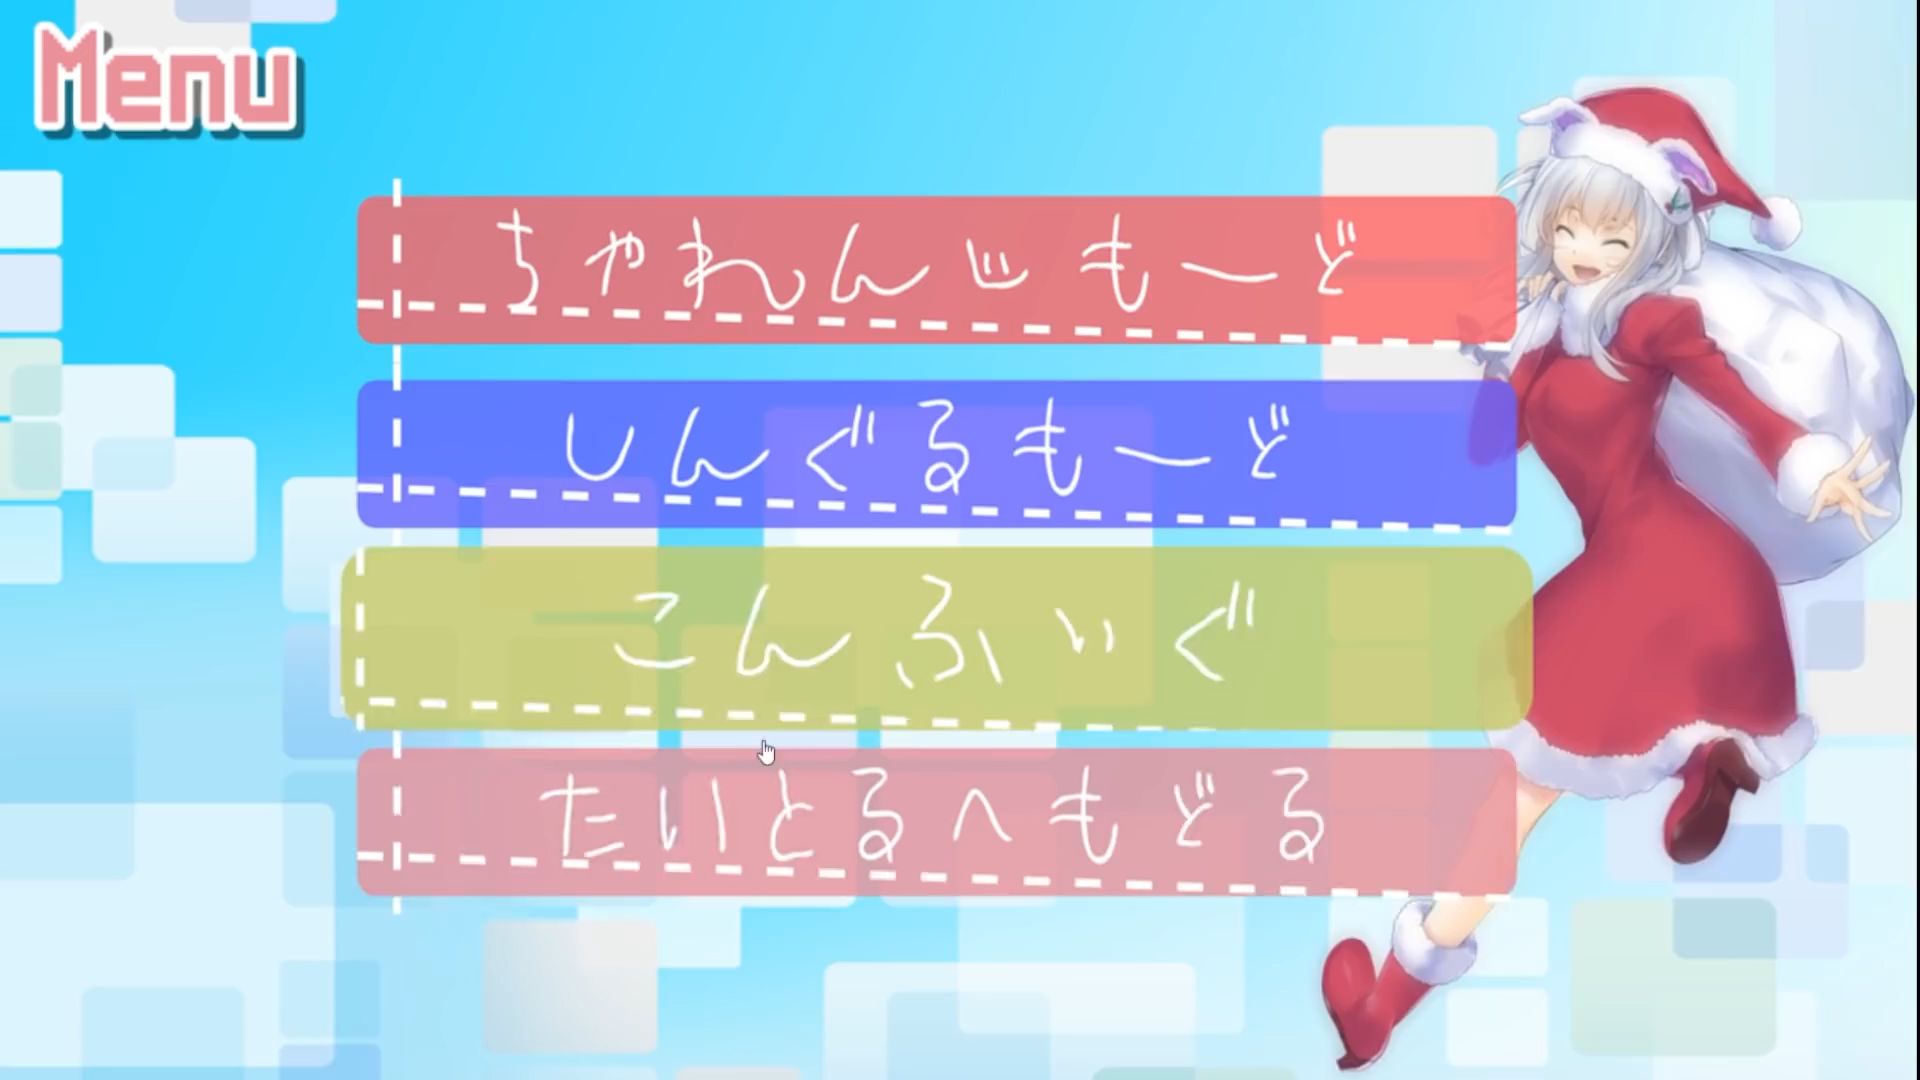 Menu
ちゃれんじもーど
しんぐるもーど
こんふぃぐ
たいとるへもどる